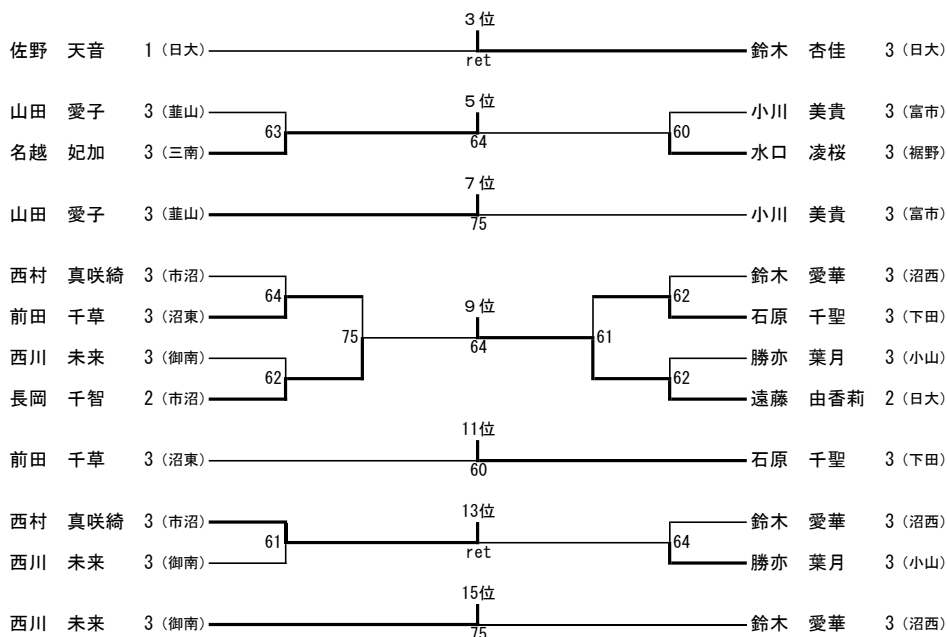 3位
佐野 天音 1 (日大) 鈴木 杏佳 3 (日大)
ret
5位
山田 愛子 3 (韮山) 小川 美貴 3 (富市)
63 64 60
名越 妃加 3 (三南) 水口 凌桜 3 (裾野)
7位
山田 愛子 3 (韮山) 小川 美貴 3 (富市)
75
西村 真咲綺 3 (市沼) 鈴木 愛華 3 (沼西)
64 9位 62
前田 千草 3 (沼東) 石原 千聖 3 (下田)
75 64 61
西川 未来 3 (御南) 勝亦 葉月 3 (小山)
62 62
長岡 千智 2 (市沼) 遠藤 由香莉 2 (日大)
11位
前田 千草 3 (沼東) 石原 千聖 3 (下田)
60
13位
西村 真咲綺 3 (市沼) 鈴木 愛華 3 (沼西)
61 ret 64
西川 未来 3 (御南) 勝亦 葉月 3 (小山)
15位
西川 未来 3 (御南) 鈴木 愛華 3 (沼西)
75